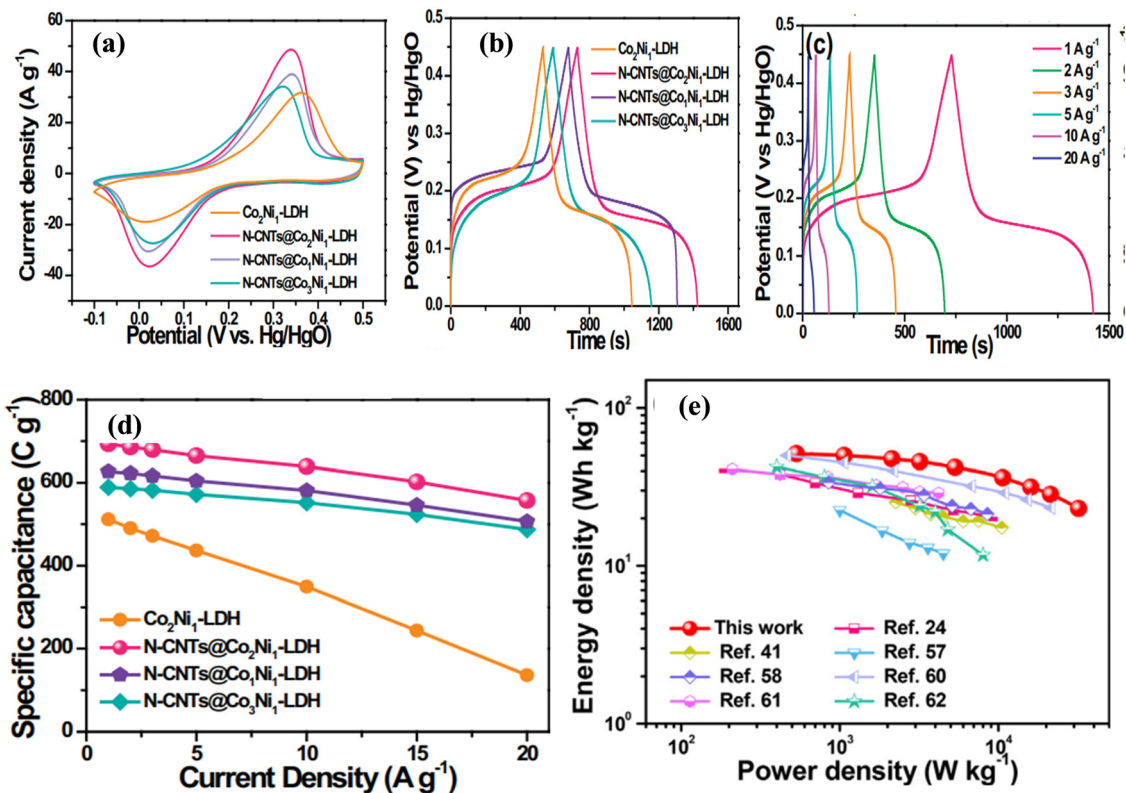 (a)
Current density (A g⁻¹)
60
40
20
0
-20
-40
-0.1 0.0 0.1 0.2 0.3 0.4 0.5
Potential (V vs. Hg/HgO)
Co₂Ni₁-LDH
N-CNTs@Co₂Ni₁-LDH
N-CNTs@Co₁Ni₁-LDH
N-CNTs@Co₃Ni₁-LDH
(b)
Potential (V) vs Hg/HgO
0.5
0.4
0.3
0.2
0.1
0.0
0 400 800 1200 1600
Time (s)
Co₂Ni₁-LDH
N-CNTs@Co₂Ni₁-LDH
N-CNTs@Co₁Ni₁-LDH
N-CNTs@Co₃Ni₁-LDH
(c)
Potential (V vs Hg/HgO)
0.5
0.4
0.3
0.2
0.1
0.0
0 500 1000 1500
Time (s)
1 A g⁻¹
2 A g⁻¹
3 A g⁻¹
5 A g⁻¹
10 A g⁻¹
20 A g⁻¹
(d)
Specific capacitance (C g⁻¹)
800
600
400
200
0
0 5 10 15 20
Current Density (A g⁻¹)
Co₂Ni₁-LDH
N-CNTs@Co₂Ni₁-LDH
N-CNTs@Co₁Ni₁-LDH
N-CNTs@Co₃Ni₁-LDH
(e)
Energy density (Wh kg⁻¹)
10²
10¹
10⁰
10² 10³ 10⁴
Power density (W kg⁻¹)
This work Ref. 24
Ref. 41 Ref. 57
Ref. 58 Ref. 60
Ref. 61 Ref. 62